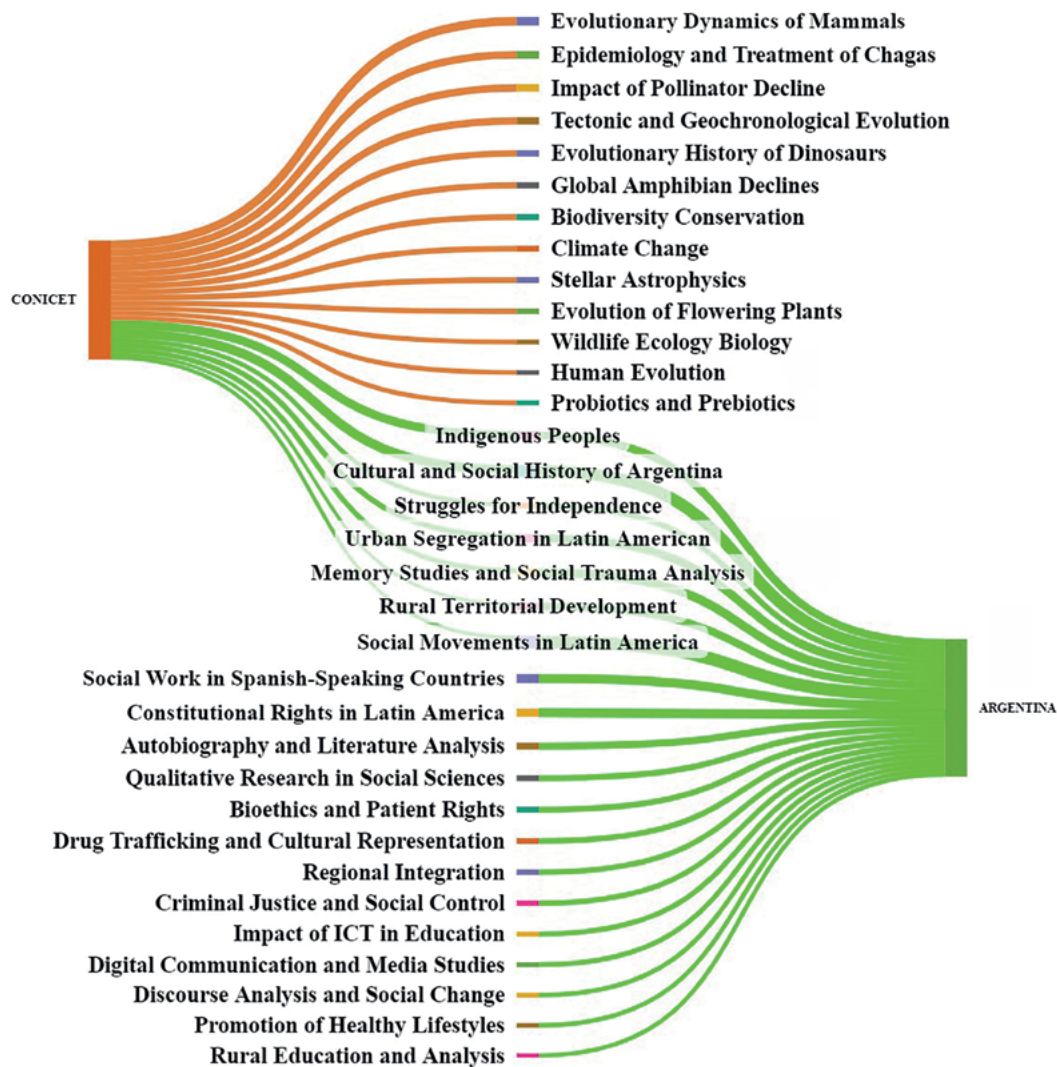 Evolutionary Dynamics of Mammals
Epidemiology and Treatment of Chagas
Impact of Pollinator Decline
Tectonic and Geochronological Evolution
Evolutionary History of Dinosaurs
Global Amphibian Declines
Biodiversity Conservation
Climate Change
Stellar Astrophysics
CONICET
Evolution of Flowering Plants
Wildlife Ecology Biology
Human Evolution
Probiotics and Prebiotics
Indigenous Peoples
Cultural and Social History of Argentina
Struggles for Independence
Urban Segregation in Latin American
Memory Studies and Social Trauma Analysis
Rural Territorial Development
Social Movements in Latin America
Social Work in Spanish-Speaking Countries
ARGENTINA
Constitutional Rights in Latin America
Autobiography and Literature Analysis
Qualitative Research in Social Sciences
Bioethics and Patient Rights
Drug Trafficking and Cultural Representation
Regional Integration
Criminal Justice and Social Control
Impact of ICT in Education
Digital Communication and Media Studies
Discourse Analysis and Social Change
Promotion of Healthy Lifestyles
Rural Education and Analysis